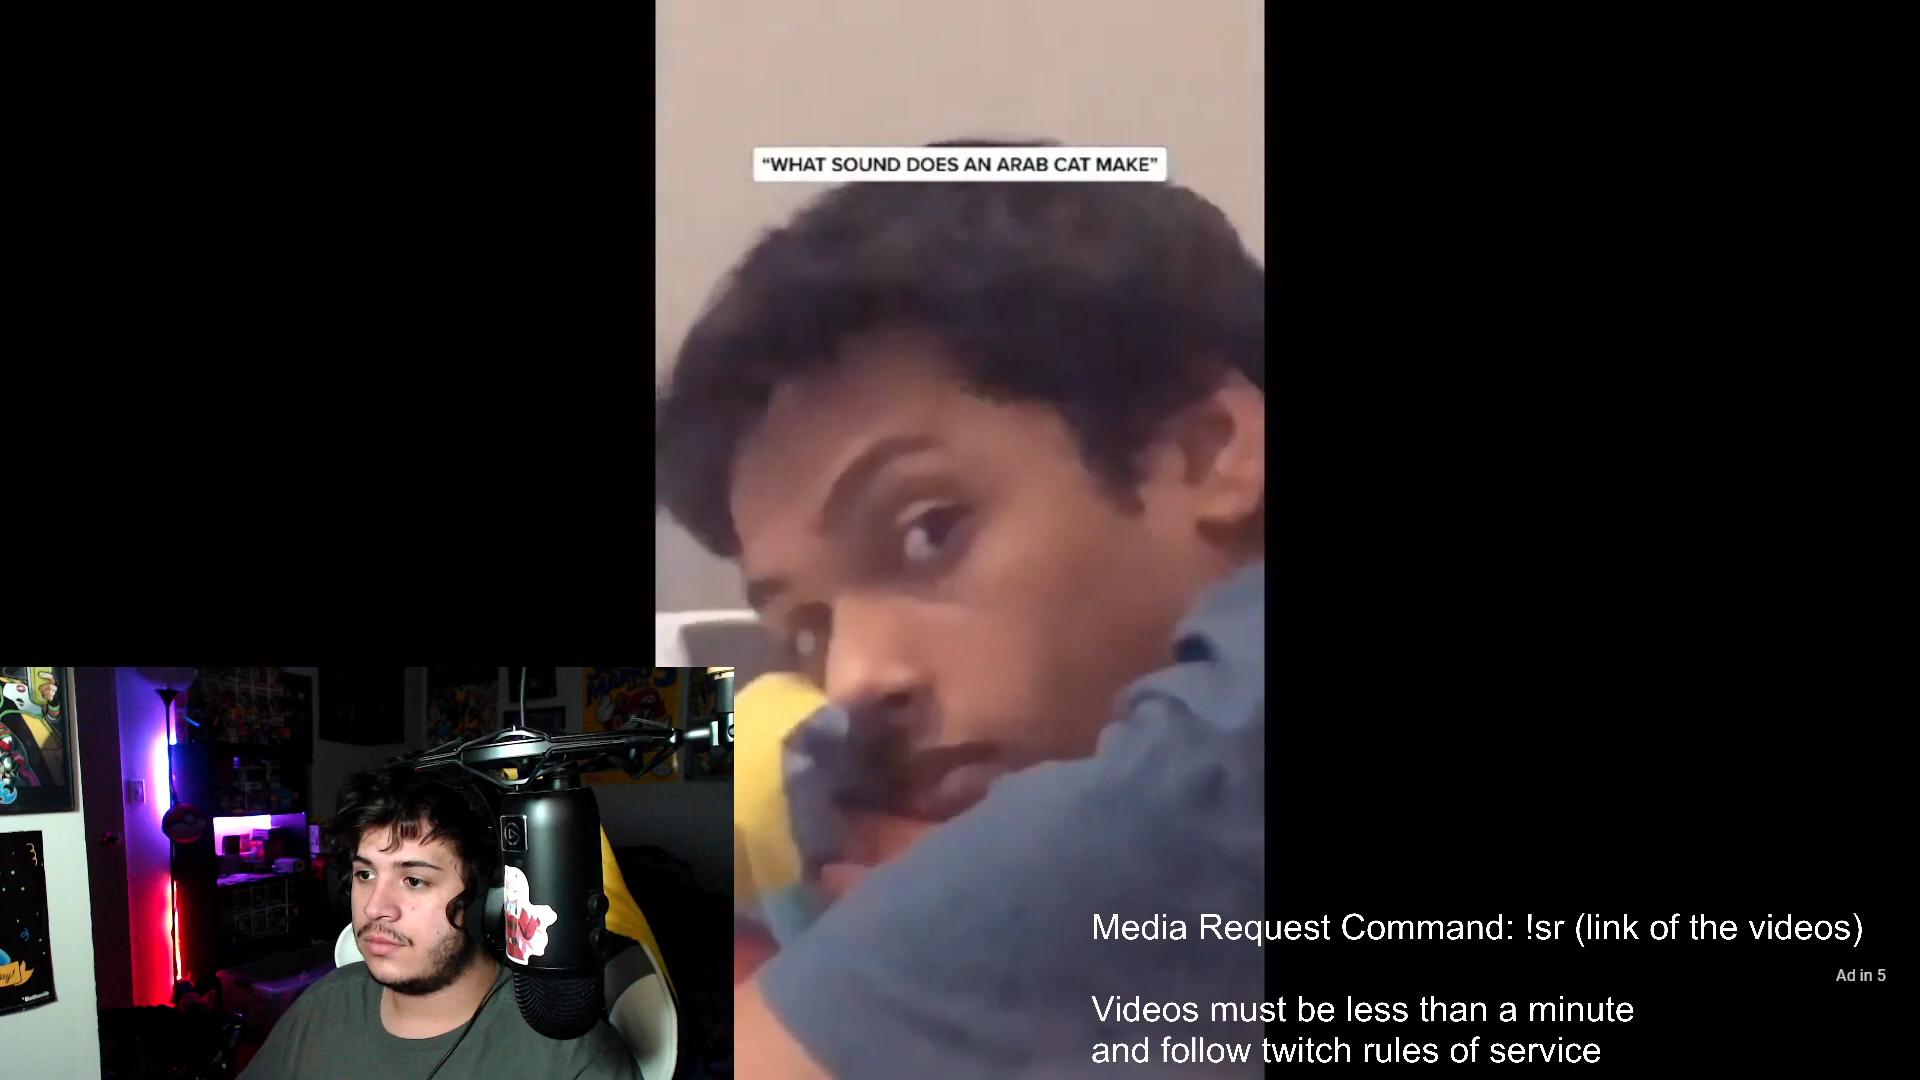 “WHAT SOUND DOES AN ARAB CAT MAKE”
Media Request Command: !sr (link of the videos)
Ad in 5
Videos must be less than a minute
and follow twitch rules of service